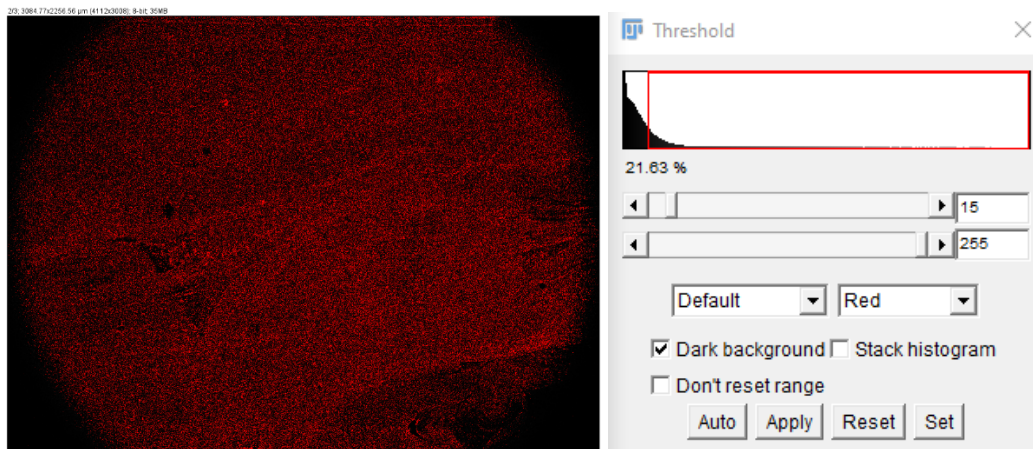 2/3; 3084.77x2256.56 µm (4112x3008); 8-bit; 35MB
Threshold
21.63 %
15
255
Default
Red
Dark background
Stack histogram
Don't reset range
Auto
Apply
Reset
Set